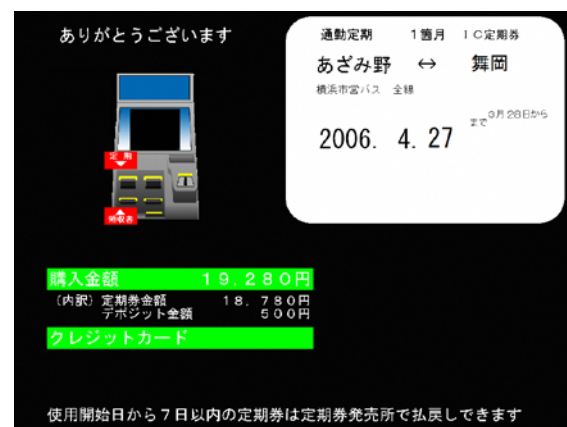 ありがとうございます
通勤定期 1箇月 IC定期券
あざみ野 ↔ 舞岡
横浜市営バス 全線
3月28日から
まで
2006. 4. 27
定期
領収書
購入金額 19,280円
(内訳)定期券金額 18,780円
デポジット金額 500円
クレジットカード
使用開始日から7日以内の定期券は定期券発売所で払戻しできます